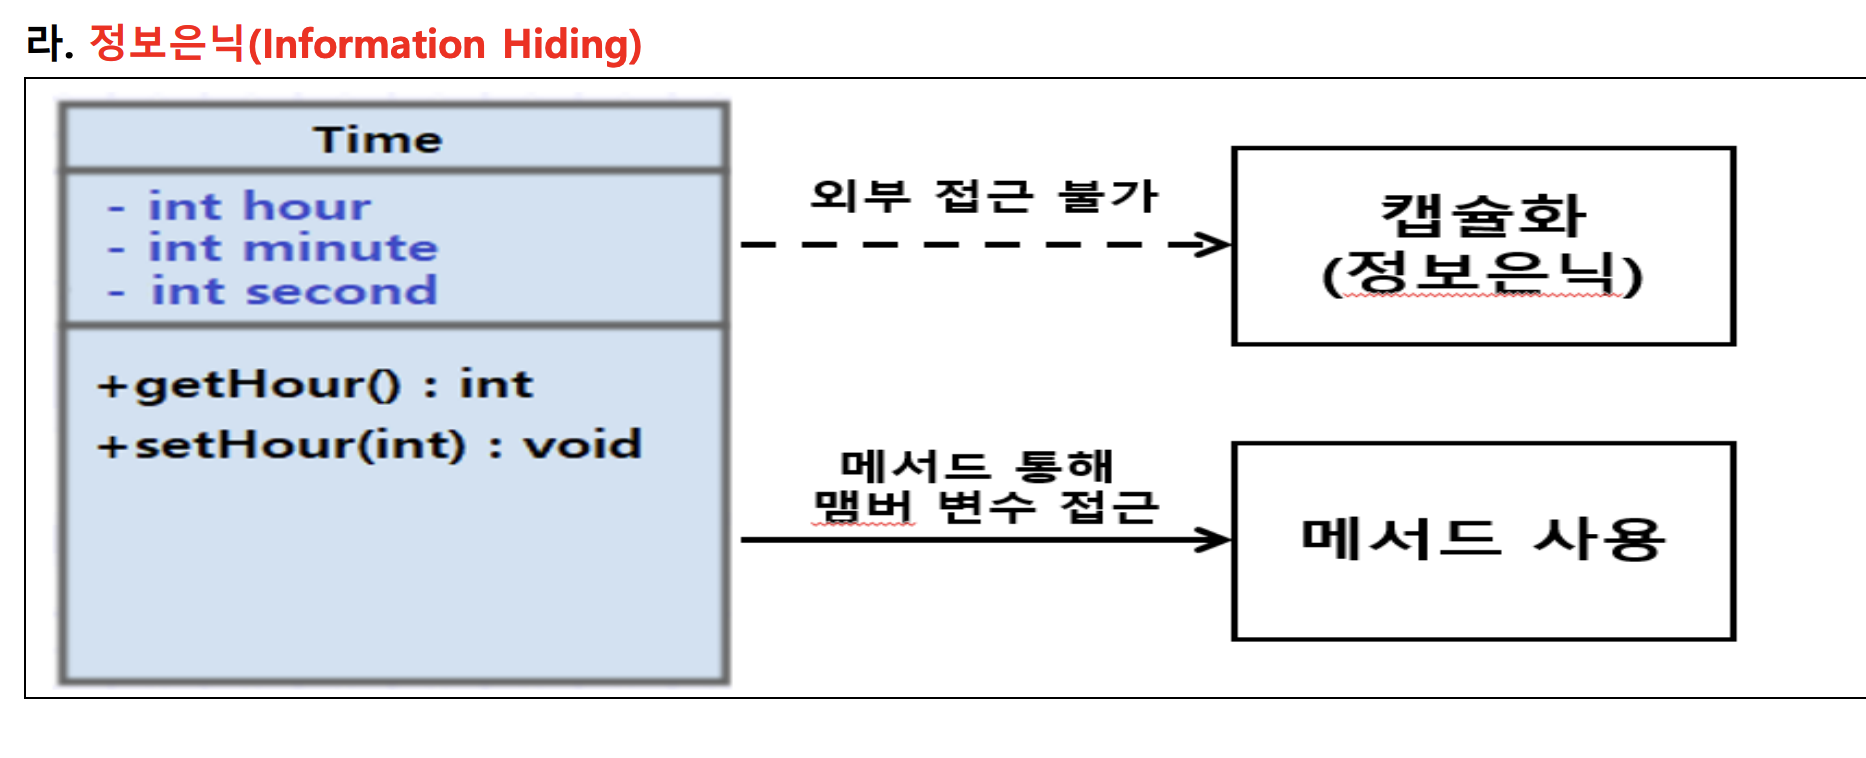 라. 정보은닉(Information Hiding)
Time
- int hour
- int minute
- int second
+getHour() : int
+setHour(int) : void
외부 접근 불가
캡슐화
(정보은닉)
메서드 통해
맴버 변수 접근
메서드 사용